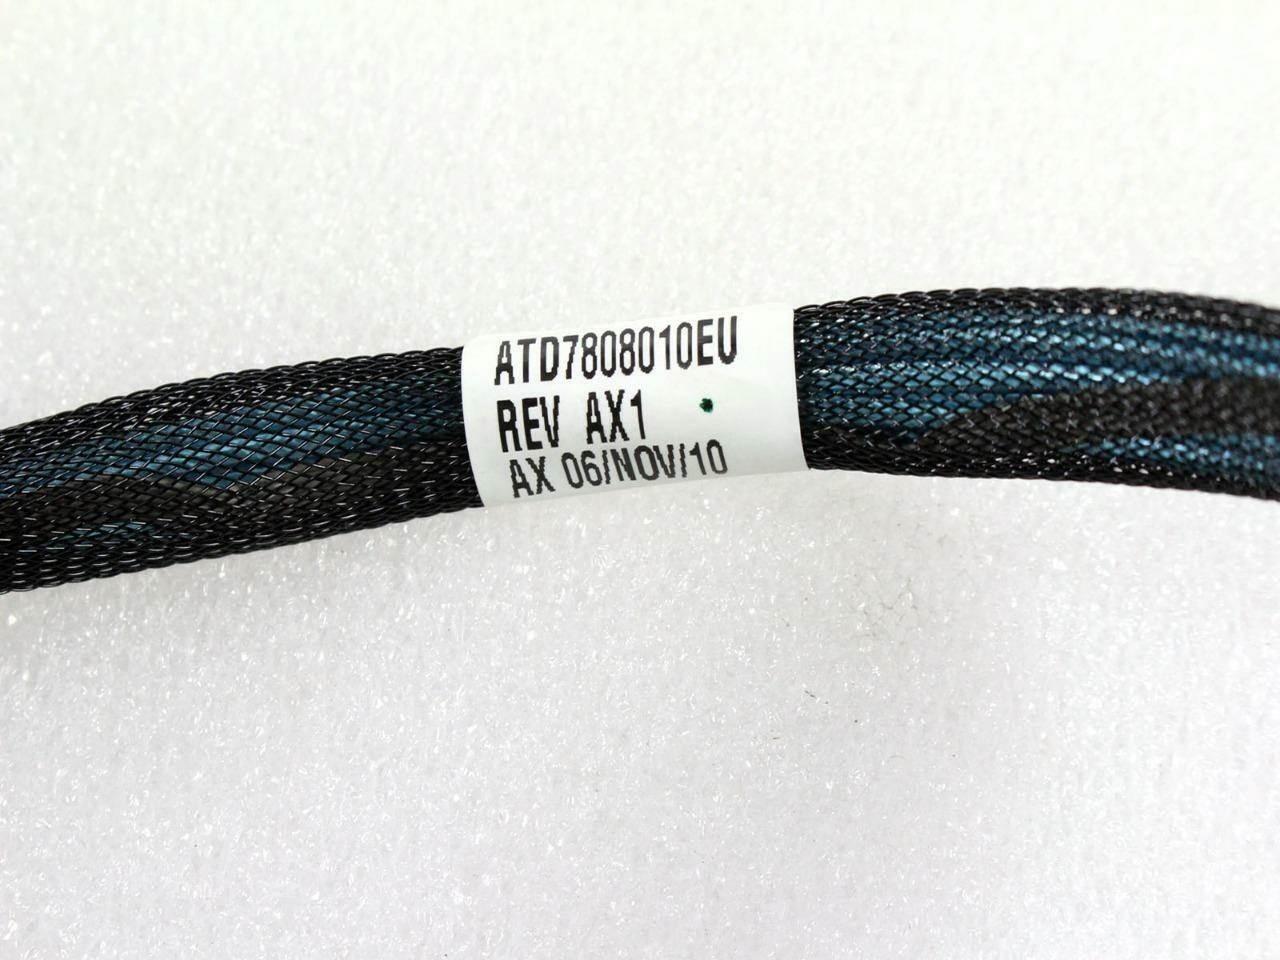 ATD7808010EU
REV AX1
AX 06/NOV/10